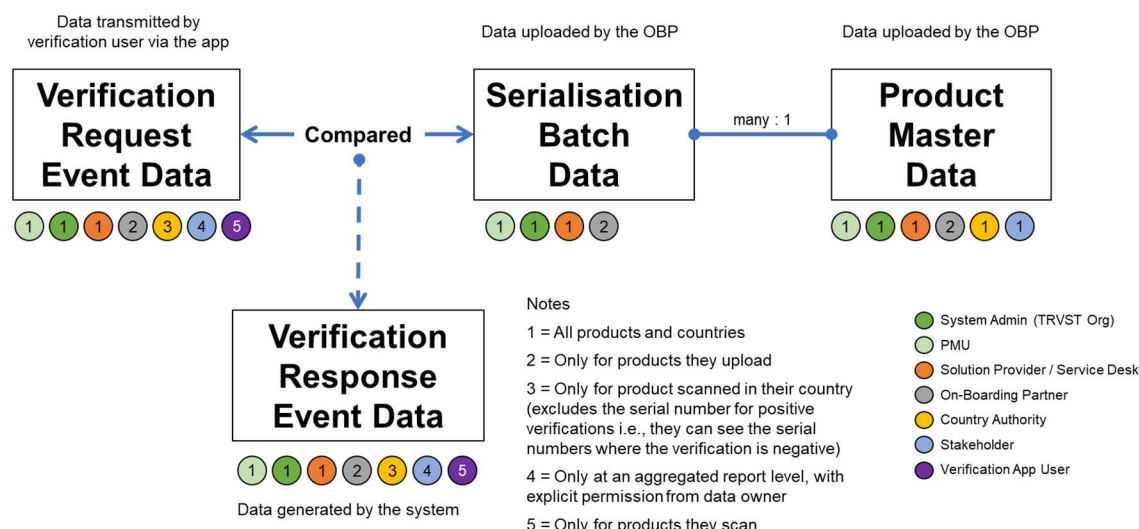 Data transmitted by
verification user via the app
Data uploaded by the OBP
Data uploaded by the OBP
Verification
Request
Event Data
Compared
Serialisation
Batch
Data
many : 1
Product
Master
Data
1 1 1 2 3 4 5
1 1 1 2
1 1 1 2 1 1
Verification
Response
Event Data
1 1 1 2 3 4 5
Data generated by the system
Notes
1 = All products and countries
2 = Only for products they upload
3 = Only for product scanned in their country
(excludes the serial number for positive
verifications i.e., they can see the serial
numbers where the verification is negative)
4 = Only at an aggregated report level, with
explicit permission from data owner
5 = Only for products they scan
System Admin (TRVST Org)
PMU
Solution Provider / Service Desk
On-Boarding Partner
Country Authority
Stakeholder
Verification App User